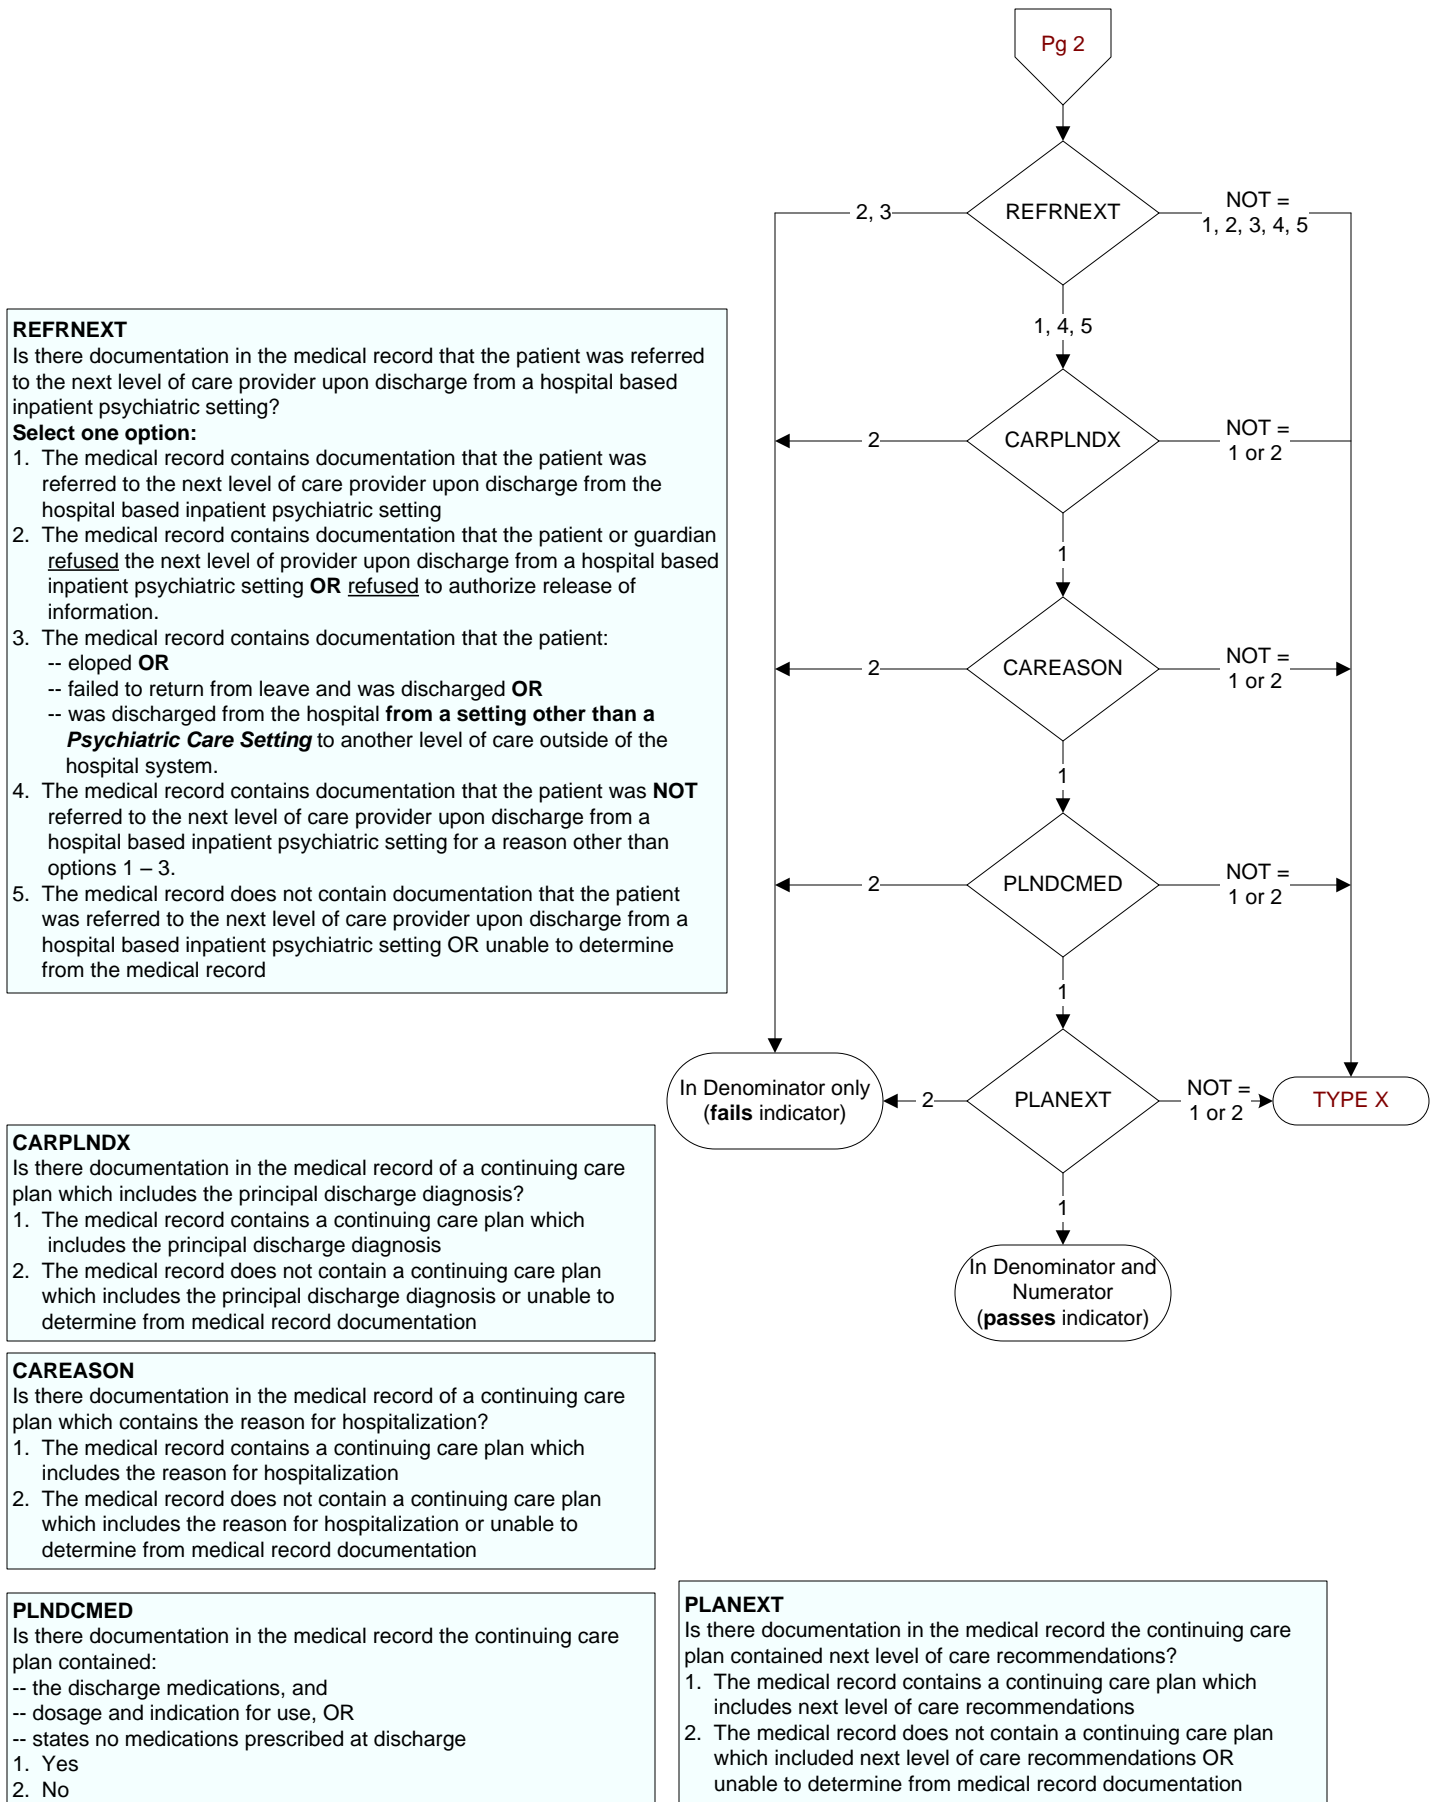 Pg 2
REFRNEXT
2, 3
NOT =
1, 2, 3, 4, 5
1, 4, 5
CARPLNDX
2
NOT =
1 or 2
1
CAREASON
2
NOT =
1 or 2
1
PLNDCMED
2
NOT =
1 or 2
1
PLANEXT
2
NOT =
1 or 2
In Denominator only
(fails indicator)
TYPE X
1
In Denominator and
Numerator
(passes indicator)
REFRNEXT
Is there documentation in the medical record that the patient was referred
to the next level of care provider upon discharge from a hospital based
inpatient psychiatric setting?
Select one option:
1. The medical record contains documentation that the patient was
referred to the next level of care provider upon discharge from the
hospital based inpatient psychiatric setting
2. The medical record contains documentation that the patient or guardian
refused the next level of provider upon discharge from a hospital based
inpatient psychiatric setting OR refused to authorize release of
information.
3. The medical record contains documentation that the patient:
-- eloped OR
-- failed to return from leave and was discharged OR
-- was discharged from the hospital from a setting other than a
Psychiatric Care Setting to another level of care outside of the
hospital system.
4. The medical record contains documentation that the patient was NOT
referred to the next level of care provider upon discharge from a
hospital based inpatient psychiatric setting for a reason other than
options 1 – 3.
5. The medical record does not contain documentation that the patient
was referred to the next level of care provider upon discharge from a
hospital based inpatient psychiatric setting OR unable to determine
from the medical record
CARPLNDX
Is there documentation in the medical record of a continuing care
plan which includes the principal discharge diagnosis?
1. The medical record contains a continuing care plan which
includes the principal discharge diagnosis
2. The medical record does not contain a continuing care plan
which includes the principal discharge diagnosis or unable to
determine from medical record documentation
CAREASON
Is there documentation in the medical record of a continuing care
plan which contains the reason for hospitalization?
1. The medical record contains a continuing care plan which
includes the reason for hospitalization
2. The medical record does not contain a continuing care plan
which includes the reason for hospitalization or unable to
determine from medical record documentation
PLNDCMED
Is there documentation in the medical record the continuing care
plan contained:
-- the discharge medications, and
-- dosage and indication for use, OR
-- states no medications prescribed at discharge
1. Yes
2. No
PLANEXT
Is there documentation in the medical record the continuing care
plan contained next level of care recommendations?
1. The medical record contains a continuing care plan which
includes next level of care recommendations
2. The medical record does not contain a continuing care plan
which included next level of care recommendations OR
unable to determine from medical record documentation